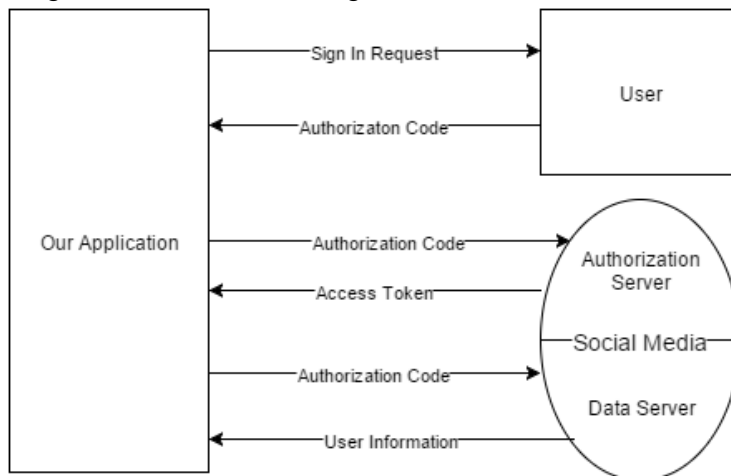 Sign In Request
User
Authorizaton Code
Our Application
Authorization Code
Authorization
Server
Access Token
Social Media
Authorization Code
Data Server
User Information